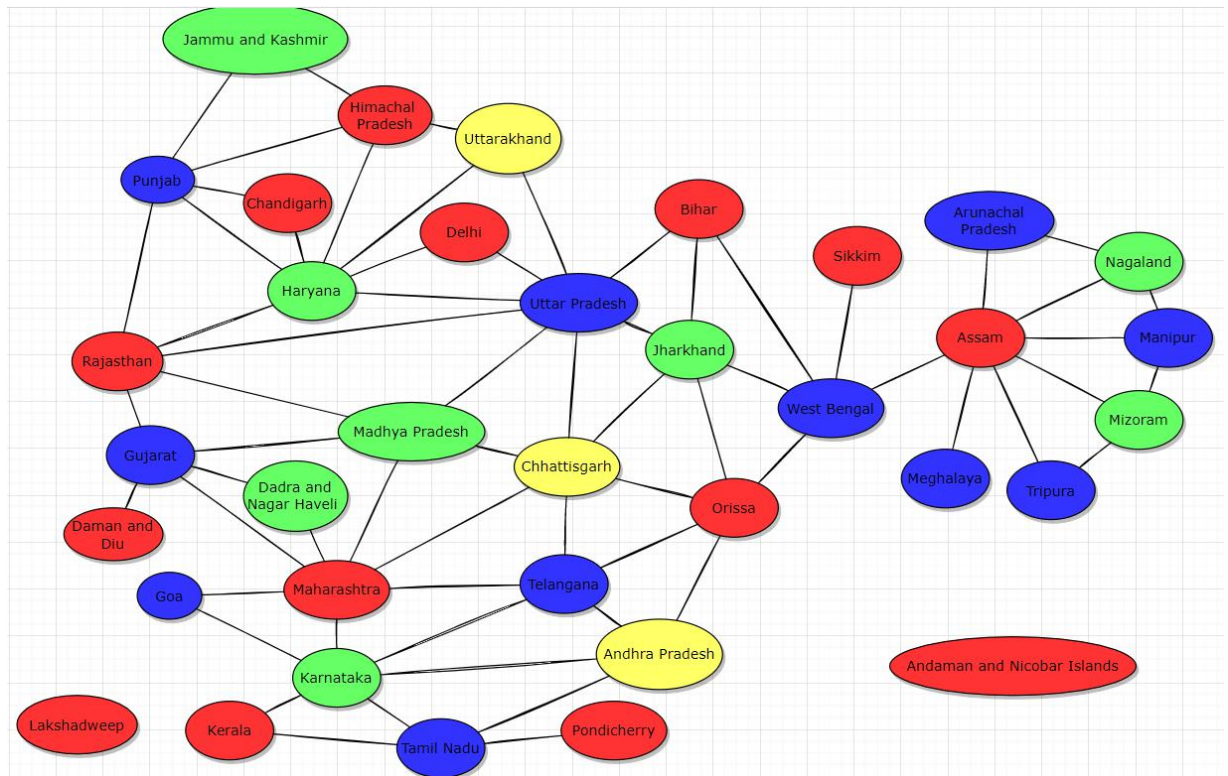 Jammu and Kashmir
Himachal
Pradesh
Uttarakhand
Punjab
Chandigarh
Delhi
Bihar
Arunachal
Pradesh
Sikkim
Nagaland
Haryana
Uttar Pradesh
Rajasthan
Jharkhand
Assam
Manipur
Madhya Pradesh
West Bengal
Mizoram
Gujarat
Chhattisgarh
Dadra and
Nagar Haveli
Meghalaya
Tripura
Orissa
Daman and
Diu
Maharashtra
Telangana
Goa
Andhra Pradesh
Karnataka
Andaman and Nicobar Islands
Lakshadweep
Kerala
Tamil Nadu
Pondicherry